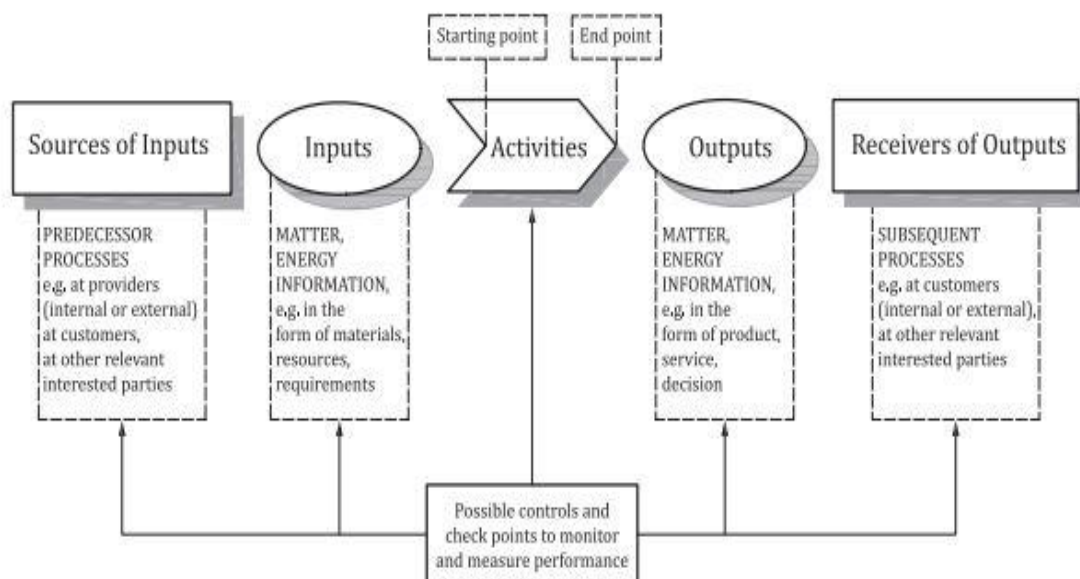 Starting point
End point
Sources of Inputs
Inputs
Activities
Outputs
Receivers of Outputs
PREDECESSOR
PROCESSES
e.g. at providers
(internal or external)
at customers,
at other relevant
interested parties
MATTER,
ENERGY
INFORMATION,
e.g. in the
form of materials,
resources,
requirements
MATTER,
ENERGY
INFORMATION,
e.g. in the
form of product,
service,
decision
SUBSEQUENT
PROCESSES
e.g. at customers
(internal or external),
at other relevant
interested parties
Possible controls and
check points to monitor
and measure performance